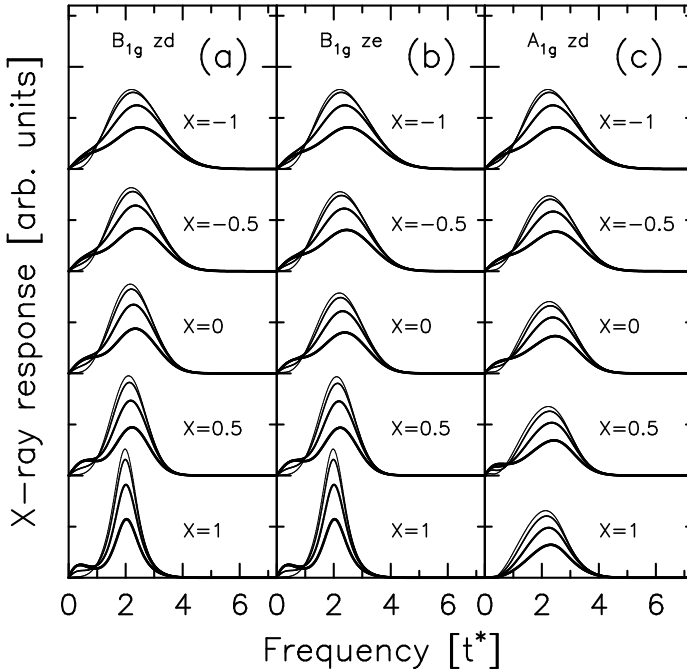 B1g zd (a)
B1g ze (b)
A1g zd (c)
X=−1
X=−1
X=−1
X=−0.5
X=−0.5
X=−0.5
X=0
X=0
X=0
X=0.5
X=0.5
X=0.5
X=1
X=1
X=1
0 2 4 6
0 2 4 6
0 2 4 6
Frequency [t*]
X−ray response [arb. units]